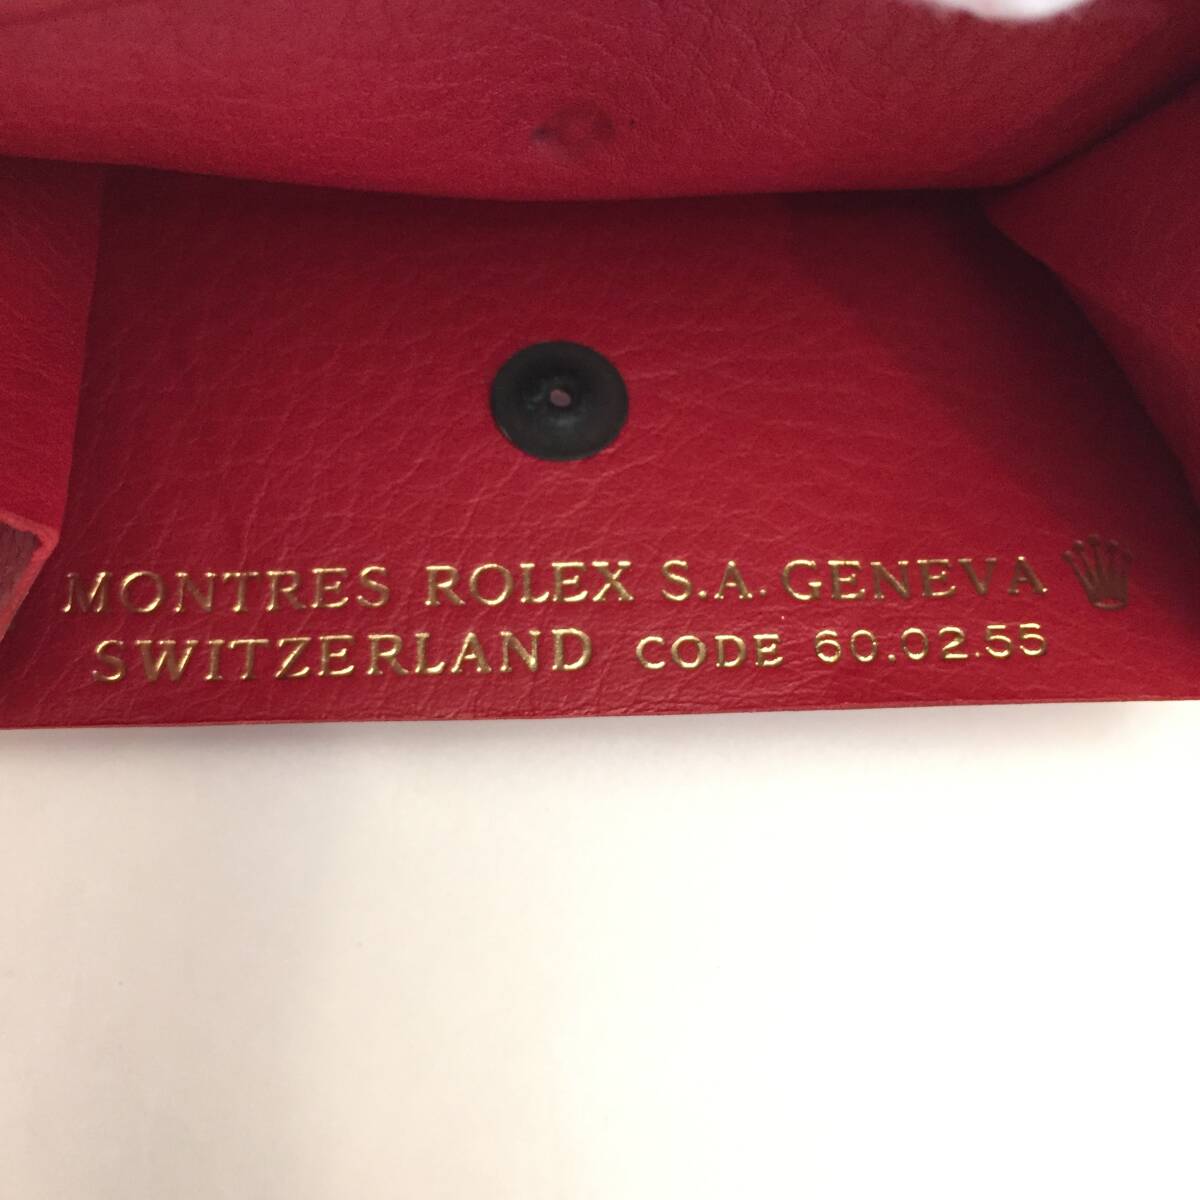 MONTRES ROLEX S.A. GENEVA
SWITZERLAND CODE 60.02.55